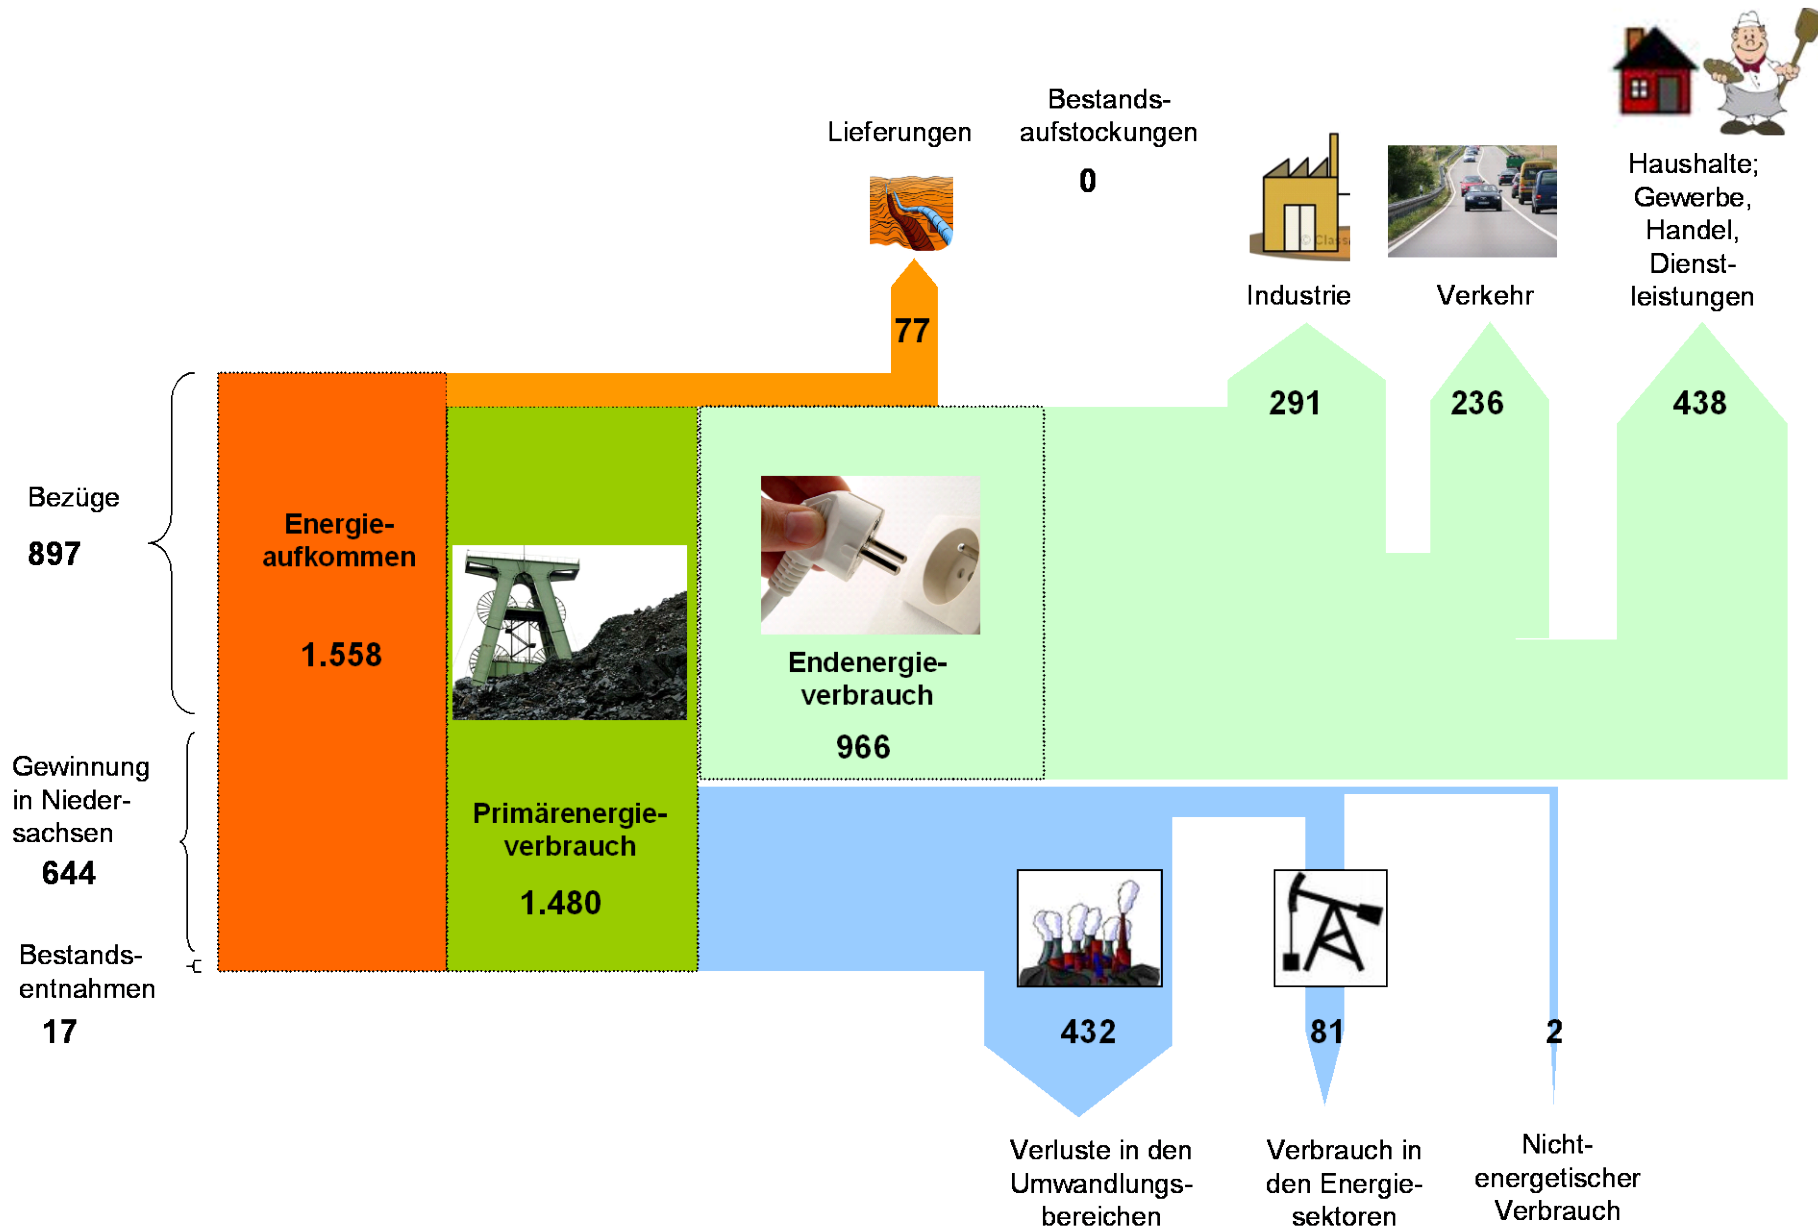 Lieferungen
Bestands-
aufstockungen
0
77
Industrie
291
Verkehr
236
Haushalte;
Gewerbe,
Handel,
Dienst-
leistungen
438
© Class
Bezüge
897
Gewinnung
in Nieder-
sachsen
644
Bestands-
entnahmen
17
Energie-
aufkommen
1.558
Primärenergie-
verbrauch
1.480
Endenergie-
verbrauch
966
432
Verluste in den
Umwandlungs-
bereichen
81
Verbrauch in
den Energie-
sektoren
2
Nicht-
energetischer
Verbrauch